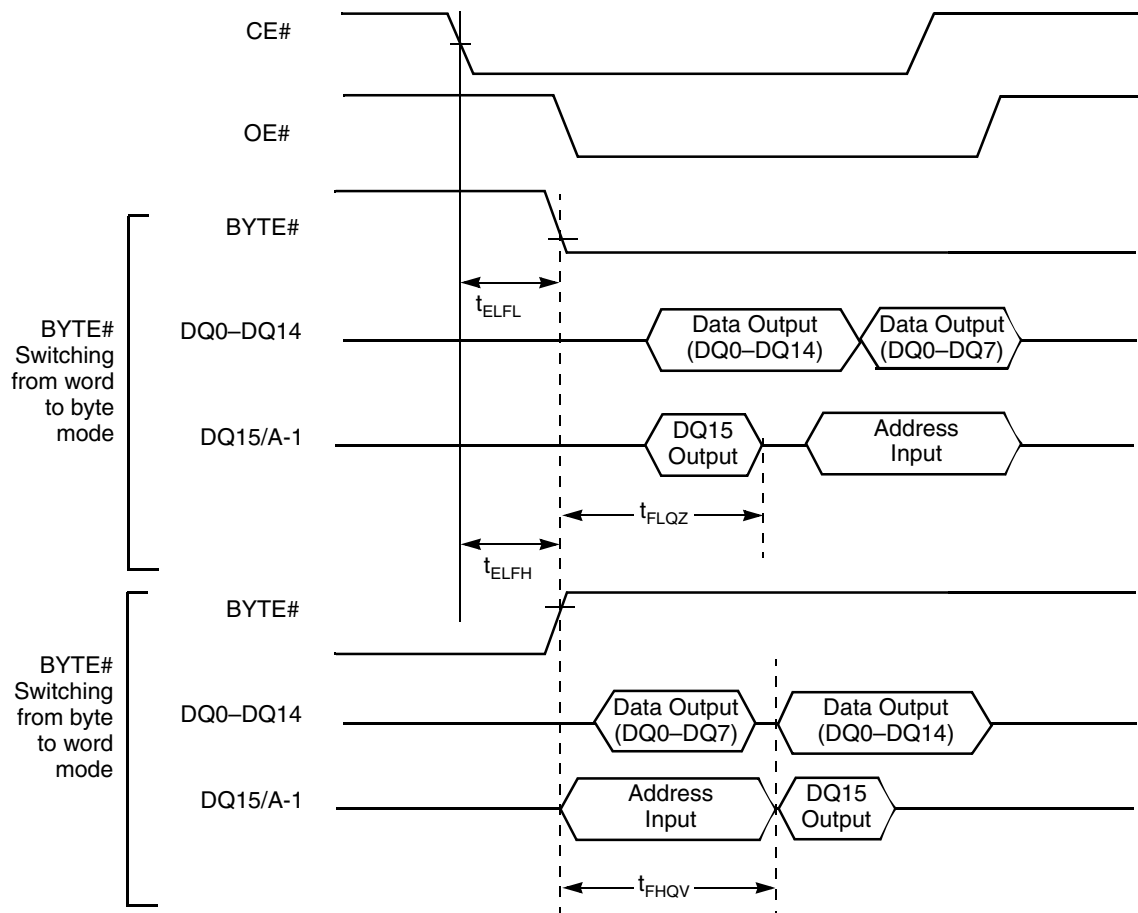 CE#
OE#
BYTE#
tELFL
BYTE#
Switching
from word
to byte
mode
DQ0–DQ14
Data Output
(DQ0–DQ14)
Data Output
(DQ0–DQ7)
DQ15/A-1
DQ15
Output
Address
Input
tFLQZ
tELFH
BYTE#
BYTE#
Switching
from byte
to word
mode
DQ0–DQ14
Data Output
(DQ0–DQ7)
Data Output
(DQ0–DQ14)
DQ15/A-1
Address
Input
DQ15
Output
tFHQV